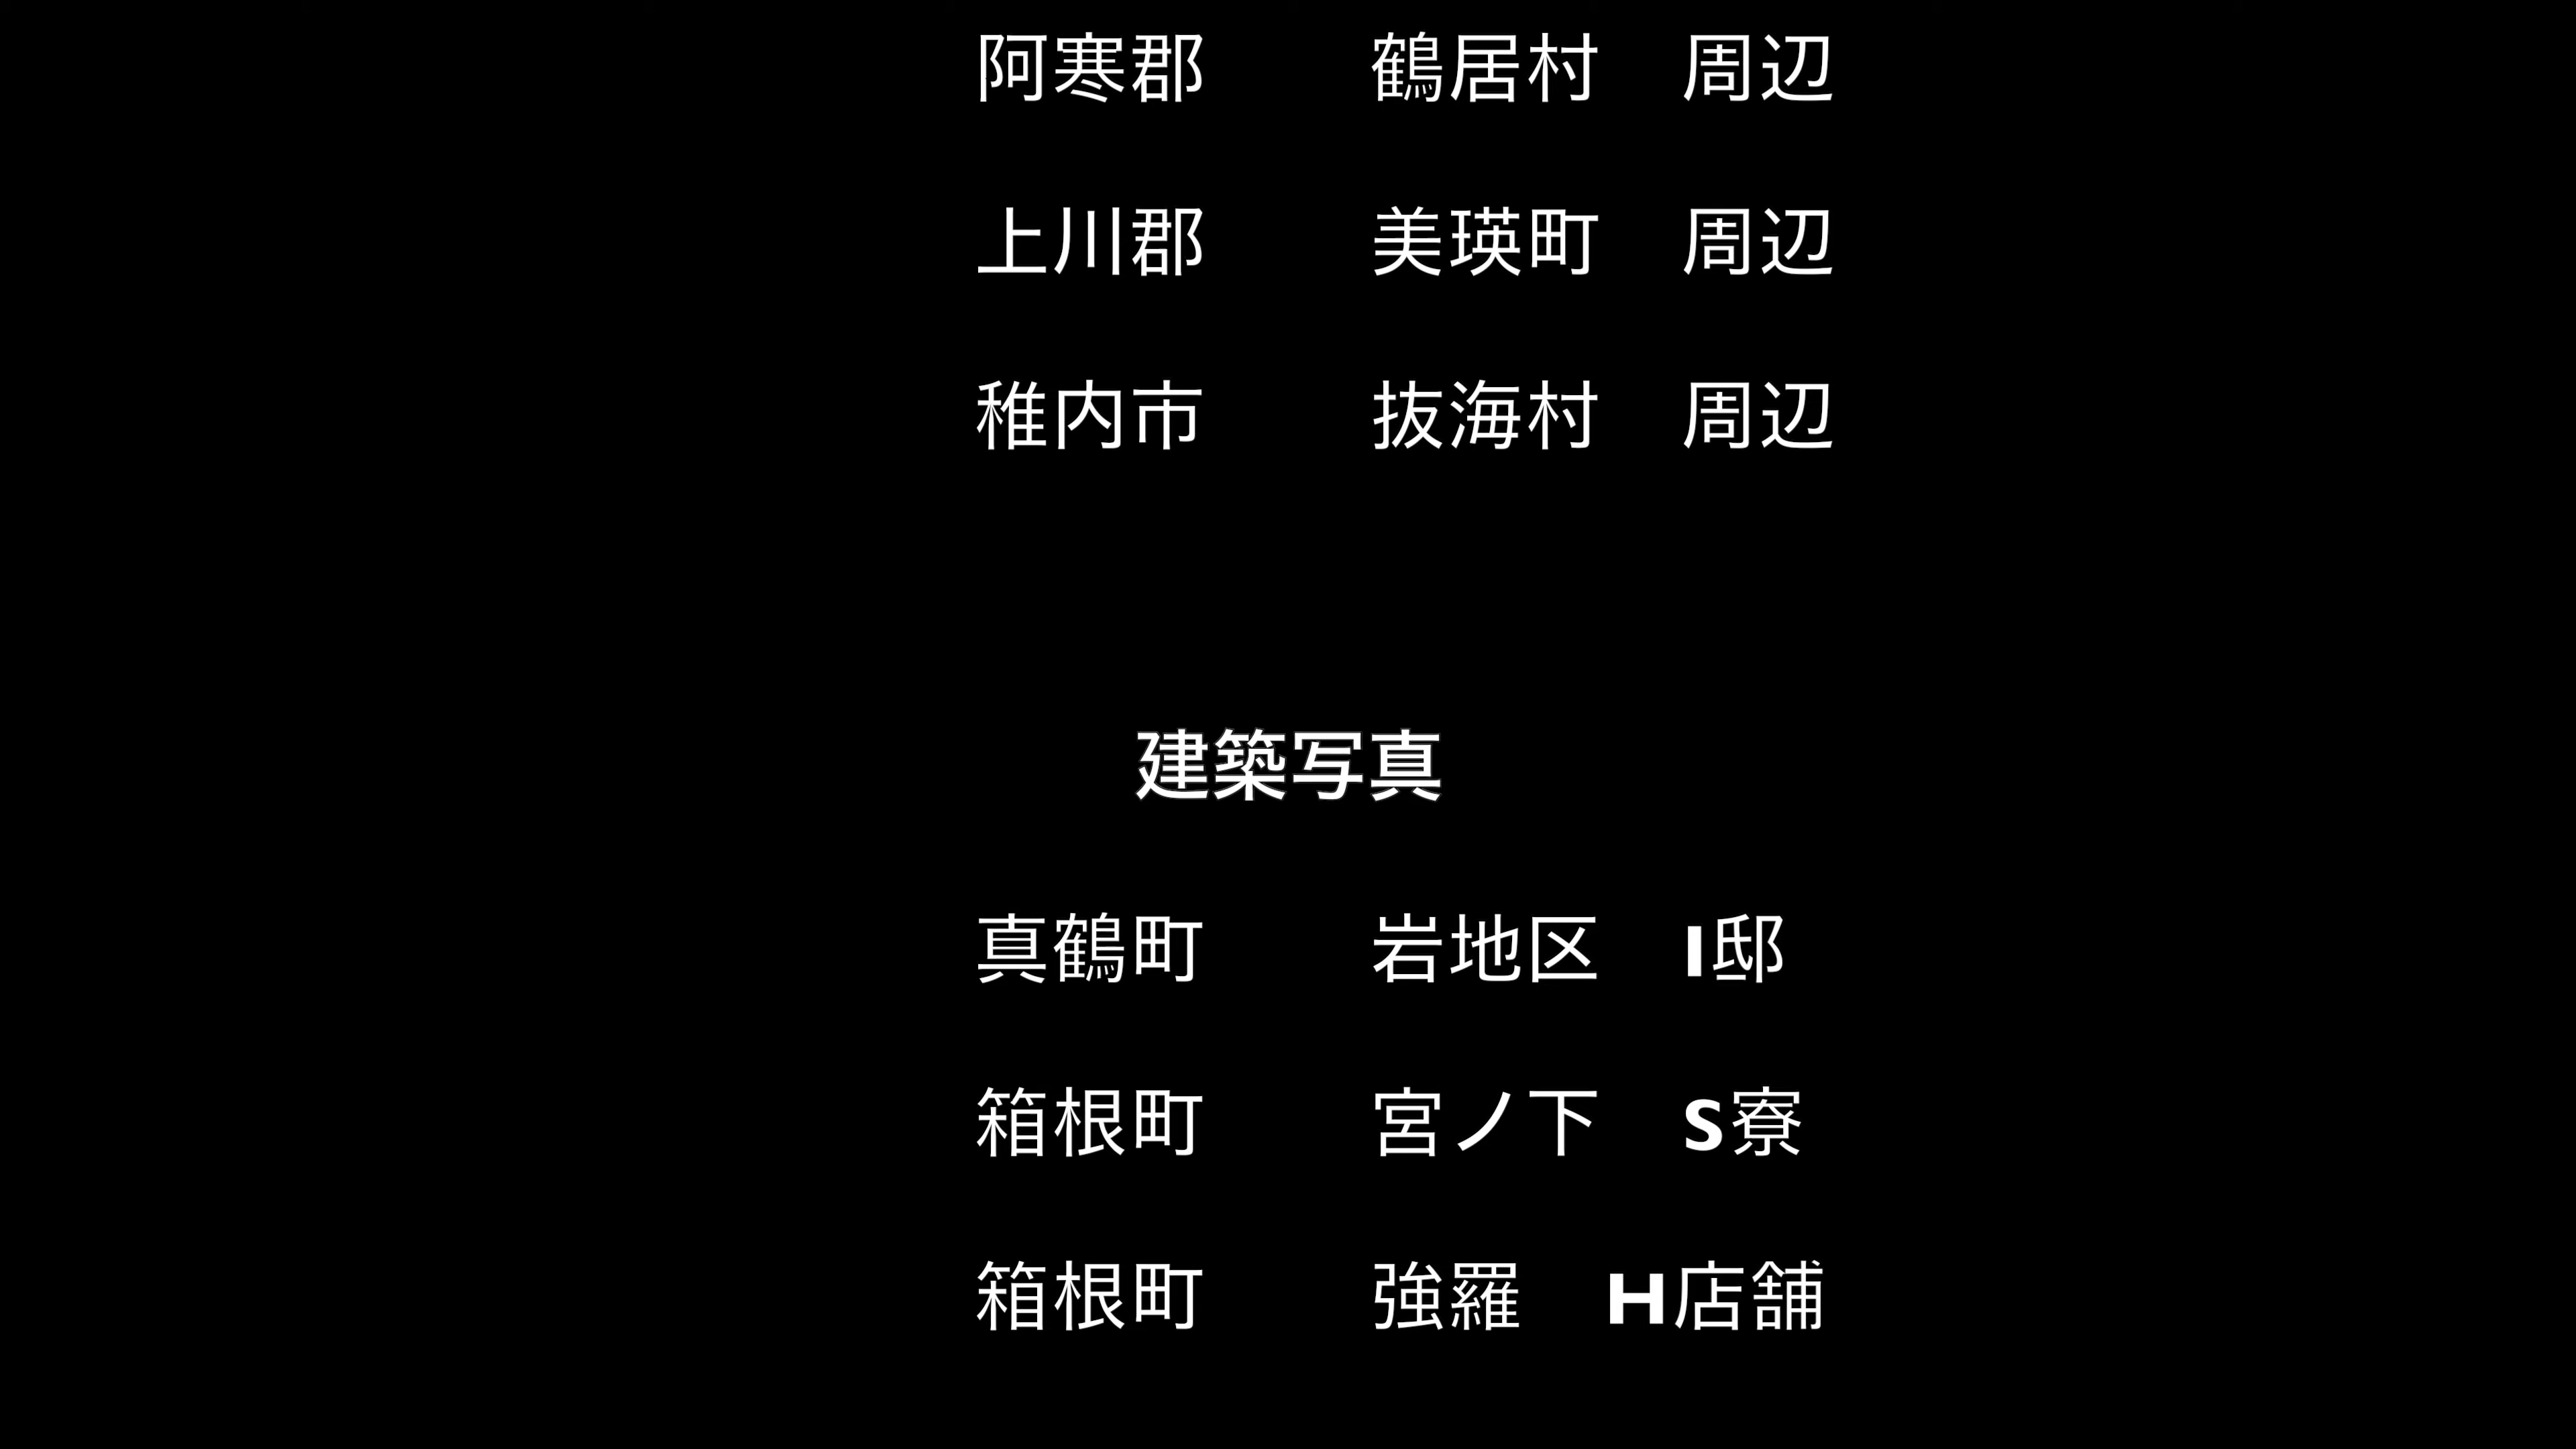 阿寒郡　鶴居村　周辺
上川郡　美瑛町　周辺
稚内市　抜海村　周辺
建築写真
真鶴町　岩地区　I邸
箱根町　宮ノ下　S寮
箱根町　強羅　H店舗